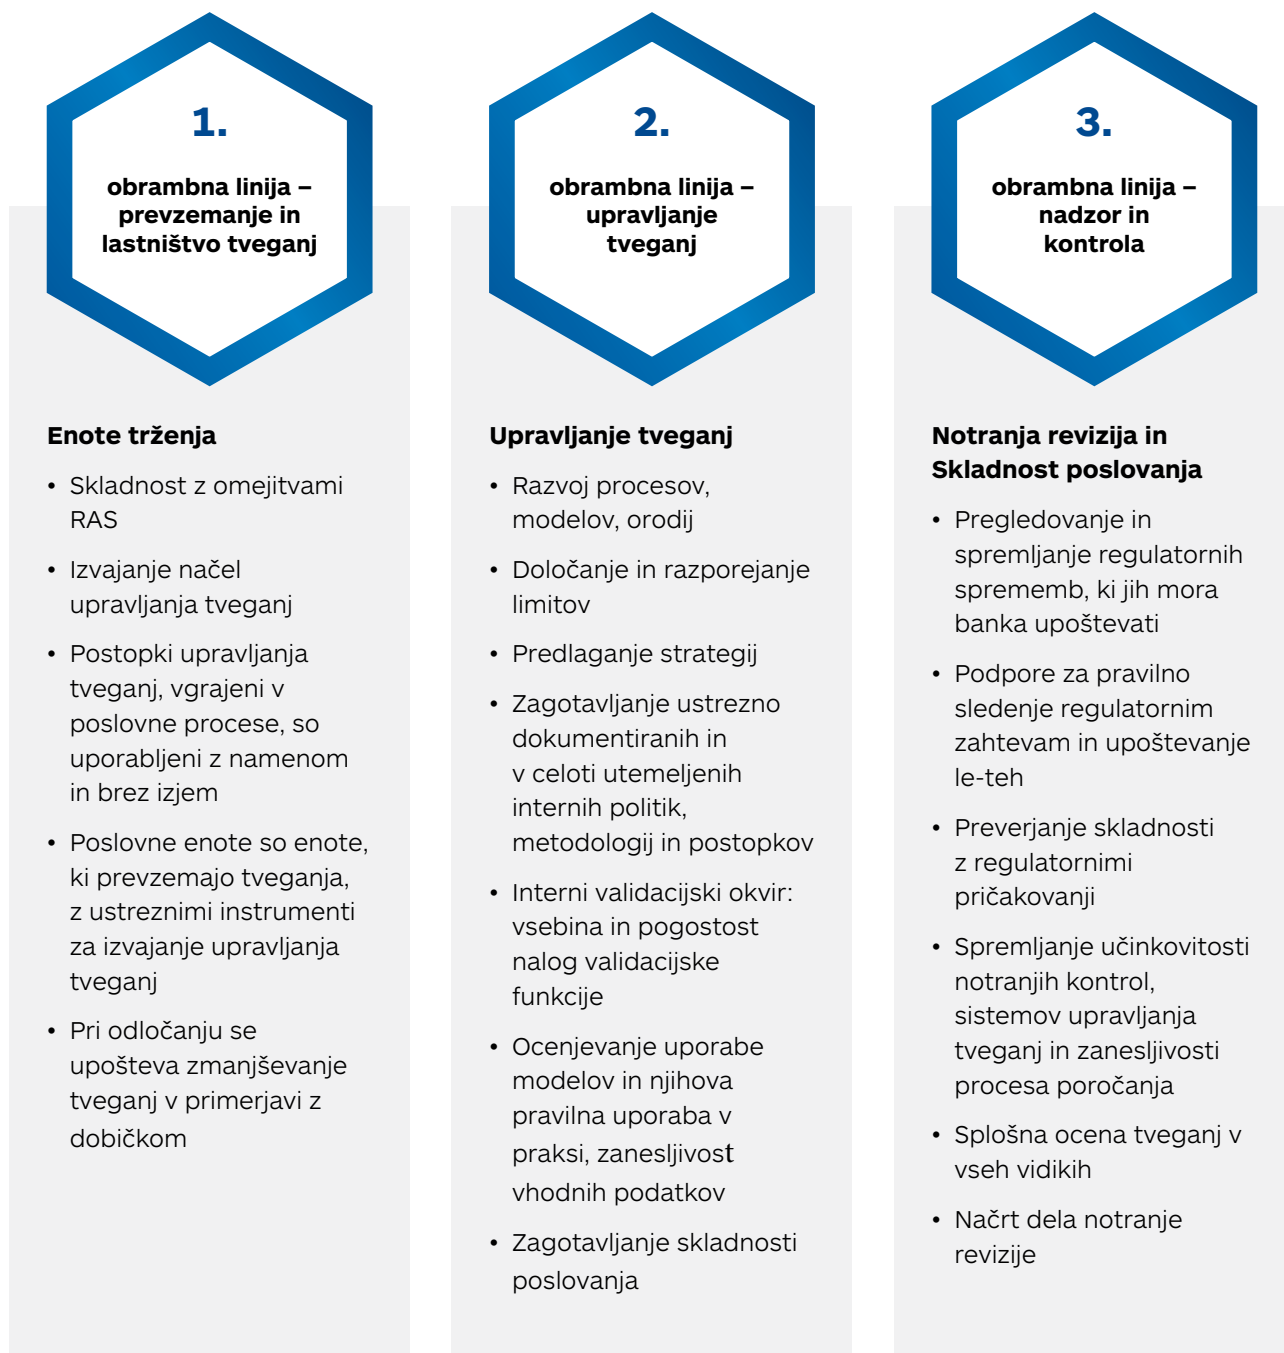 1.
obrambna linija –
prevzemanje in
lastništvo tveganj
Enote trženja
• Skladnost z omejitvami
RAS
• Izvajanje načel
upravljanja tveganj
• Postopki upravljanja
tveganj, vgrajeni v
poslovne procese, so
uporabljeni z namenom
in brez izjem
• Poslovne enote so enote,
ki prevzemajo tveganja,
z ustreznimi instrumenti
za izvajanje upravljanja
tveganj
• Pri odločanju se
upošteva zmanjševanje
tveganj v primerjavi z
dobičkom
2.
obrambna linija –
upravljanje
tveganj
Upravljanje tveganj
• Razvoj procesov,
modelov, orodij
• Določanje in razporejanje
limitov
• Predlaganje strategij
• Zagotavljanje ustrezno
dokumentiranih in
v celoti utemeljenih
internih politik,
metodologij in postopkov
• Interni validacijski okvir:
vsebina in pogostost
nalog validacijske
funkcije
• Ocenjevanje uporabe
modelov in njihova
pravilna uporaba v
praksi, zanesljivost
vhodnih podatkov
• Zagotavljanje skladnosti
poslovanja
3.
obrambna linija –
nadzor in
kontrola
Notranja revizija in
Skladnost poslovanja
• Pregledovanje in
spremljanje regulatornih
sprememb, ki jih mora
banka upoštevati
• Podpore za pravilno
sledenje regulatornim
zahtevam in upoštevanje
le-teh
• Preverjanje skladnosti
z regulatornimi
pričakovanji
• Spremljanje učinkovitosti
notranjih kontrol,
sistemov upravljanja
tveganj in zanesljivosti
procesa poročanja
• Splošna ocena tveganj v
vseh vidikih
• Načrt dela notranje
revizije